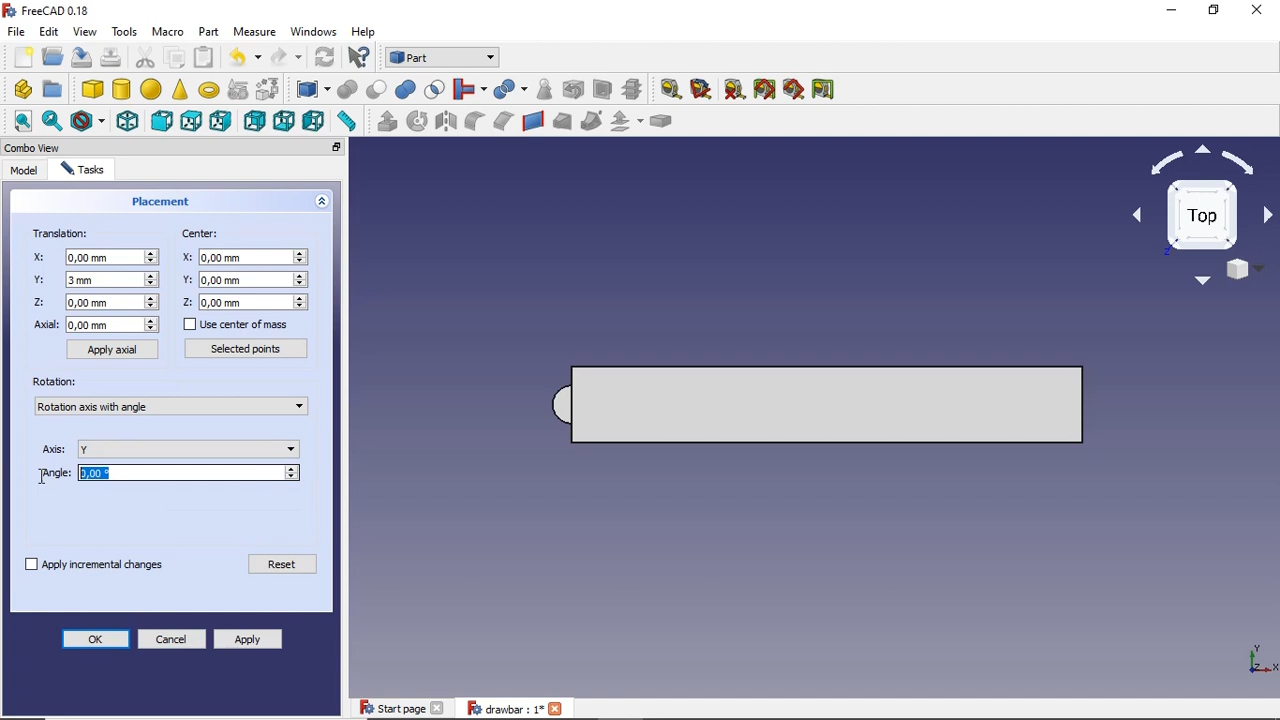 FreeCAD 0.18
File Edit View Tools Macro Part Measure Windows Help
Part
Combo View
Model Tasks
Placement
Translation: Center:
X: 0,00 mm X: 0,00 mm
Y: 3 mm Y: 0,00 mm
Z: 0,00 mm Z: 0,00 mm
Axial: 0,00 mm Use center of mass
Apply axial Selected points
Rotation:
Rotation axis with angle
Axis: Y
Angle: 0,00 °
Apply incremental changes Reset
OK Cancel Apply
Top
Z
Y
Z X
Start page drawbar : 1*